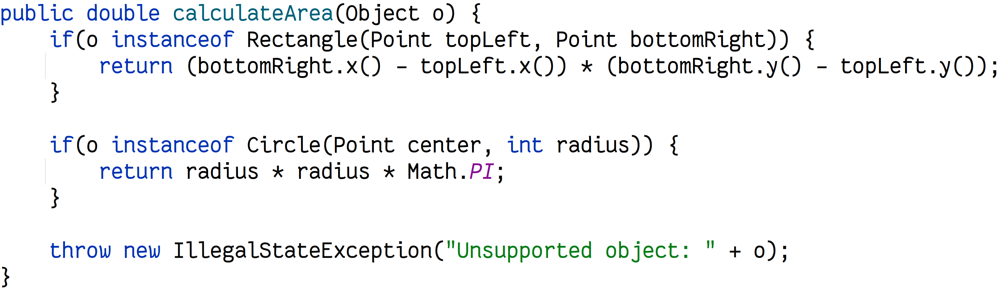 public double calculateArea(Object o) {
    if(o instanceof Rectangle(Point topLeft, Point bottomRight)) {
        return (bottomRight.x() - topLeft.x()) * (bottomRight.y() - topLeft.y());
    }

    if(o instanceof Circle(Point center, int radius)) {
        return radius * radius * Math.PI;
    }

    throw new IllegalStateException("Unsupported object: " + o);
}